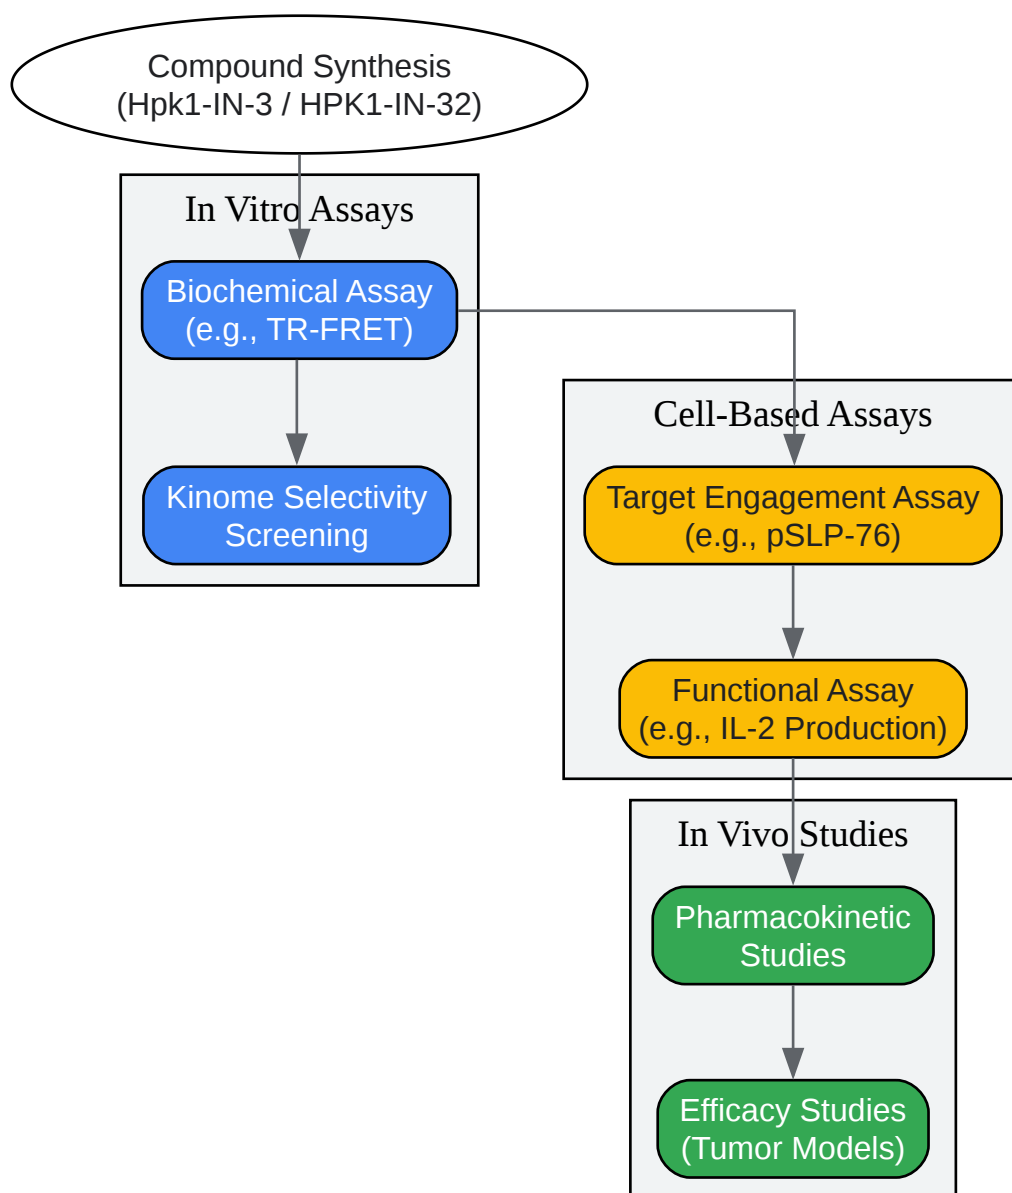 Compound Synthesis
(Hpk1-IN-3 / HPK1-IN-32)
In Vitro Assays
Biochemical Assay
(e.g., TR-FRET)
Kinome Selectivity
Screening
Cell-Based Assays
Target Engagement Assay
(e.g., pSLP-76)
Functional Assay
(e.g., IL-2 Production)
In Vivo Studies
Pharmacokinetic
Studies
Efficacy Studies
(Tumor Models)